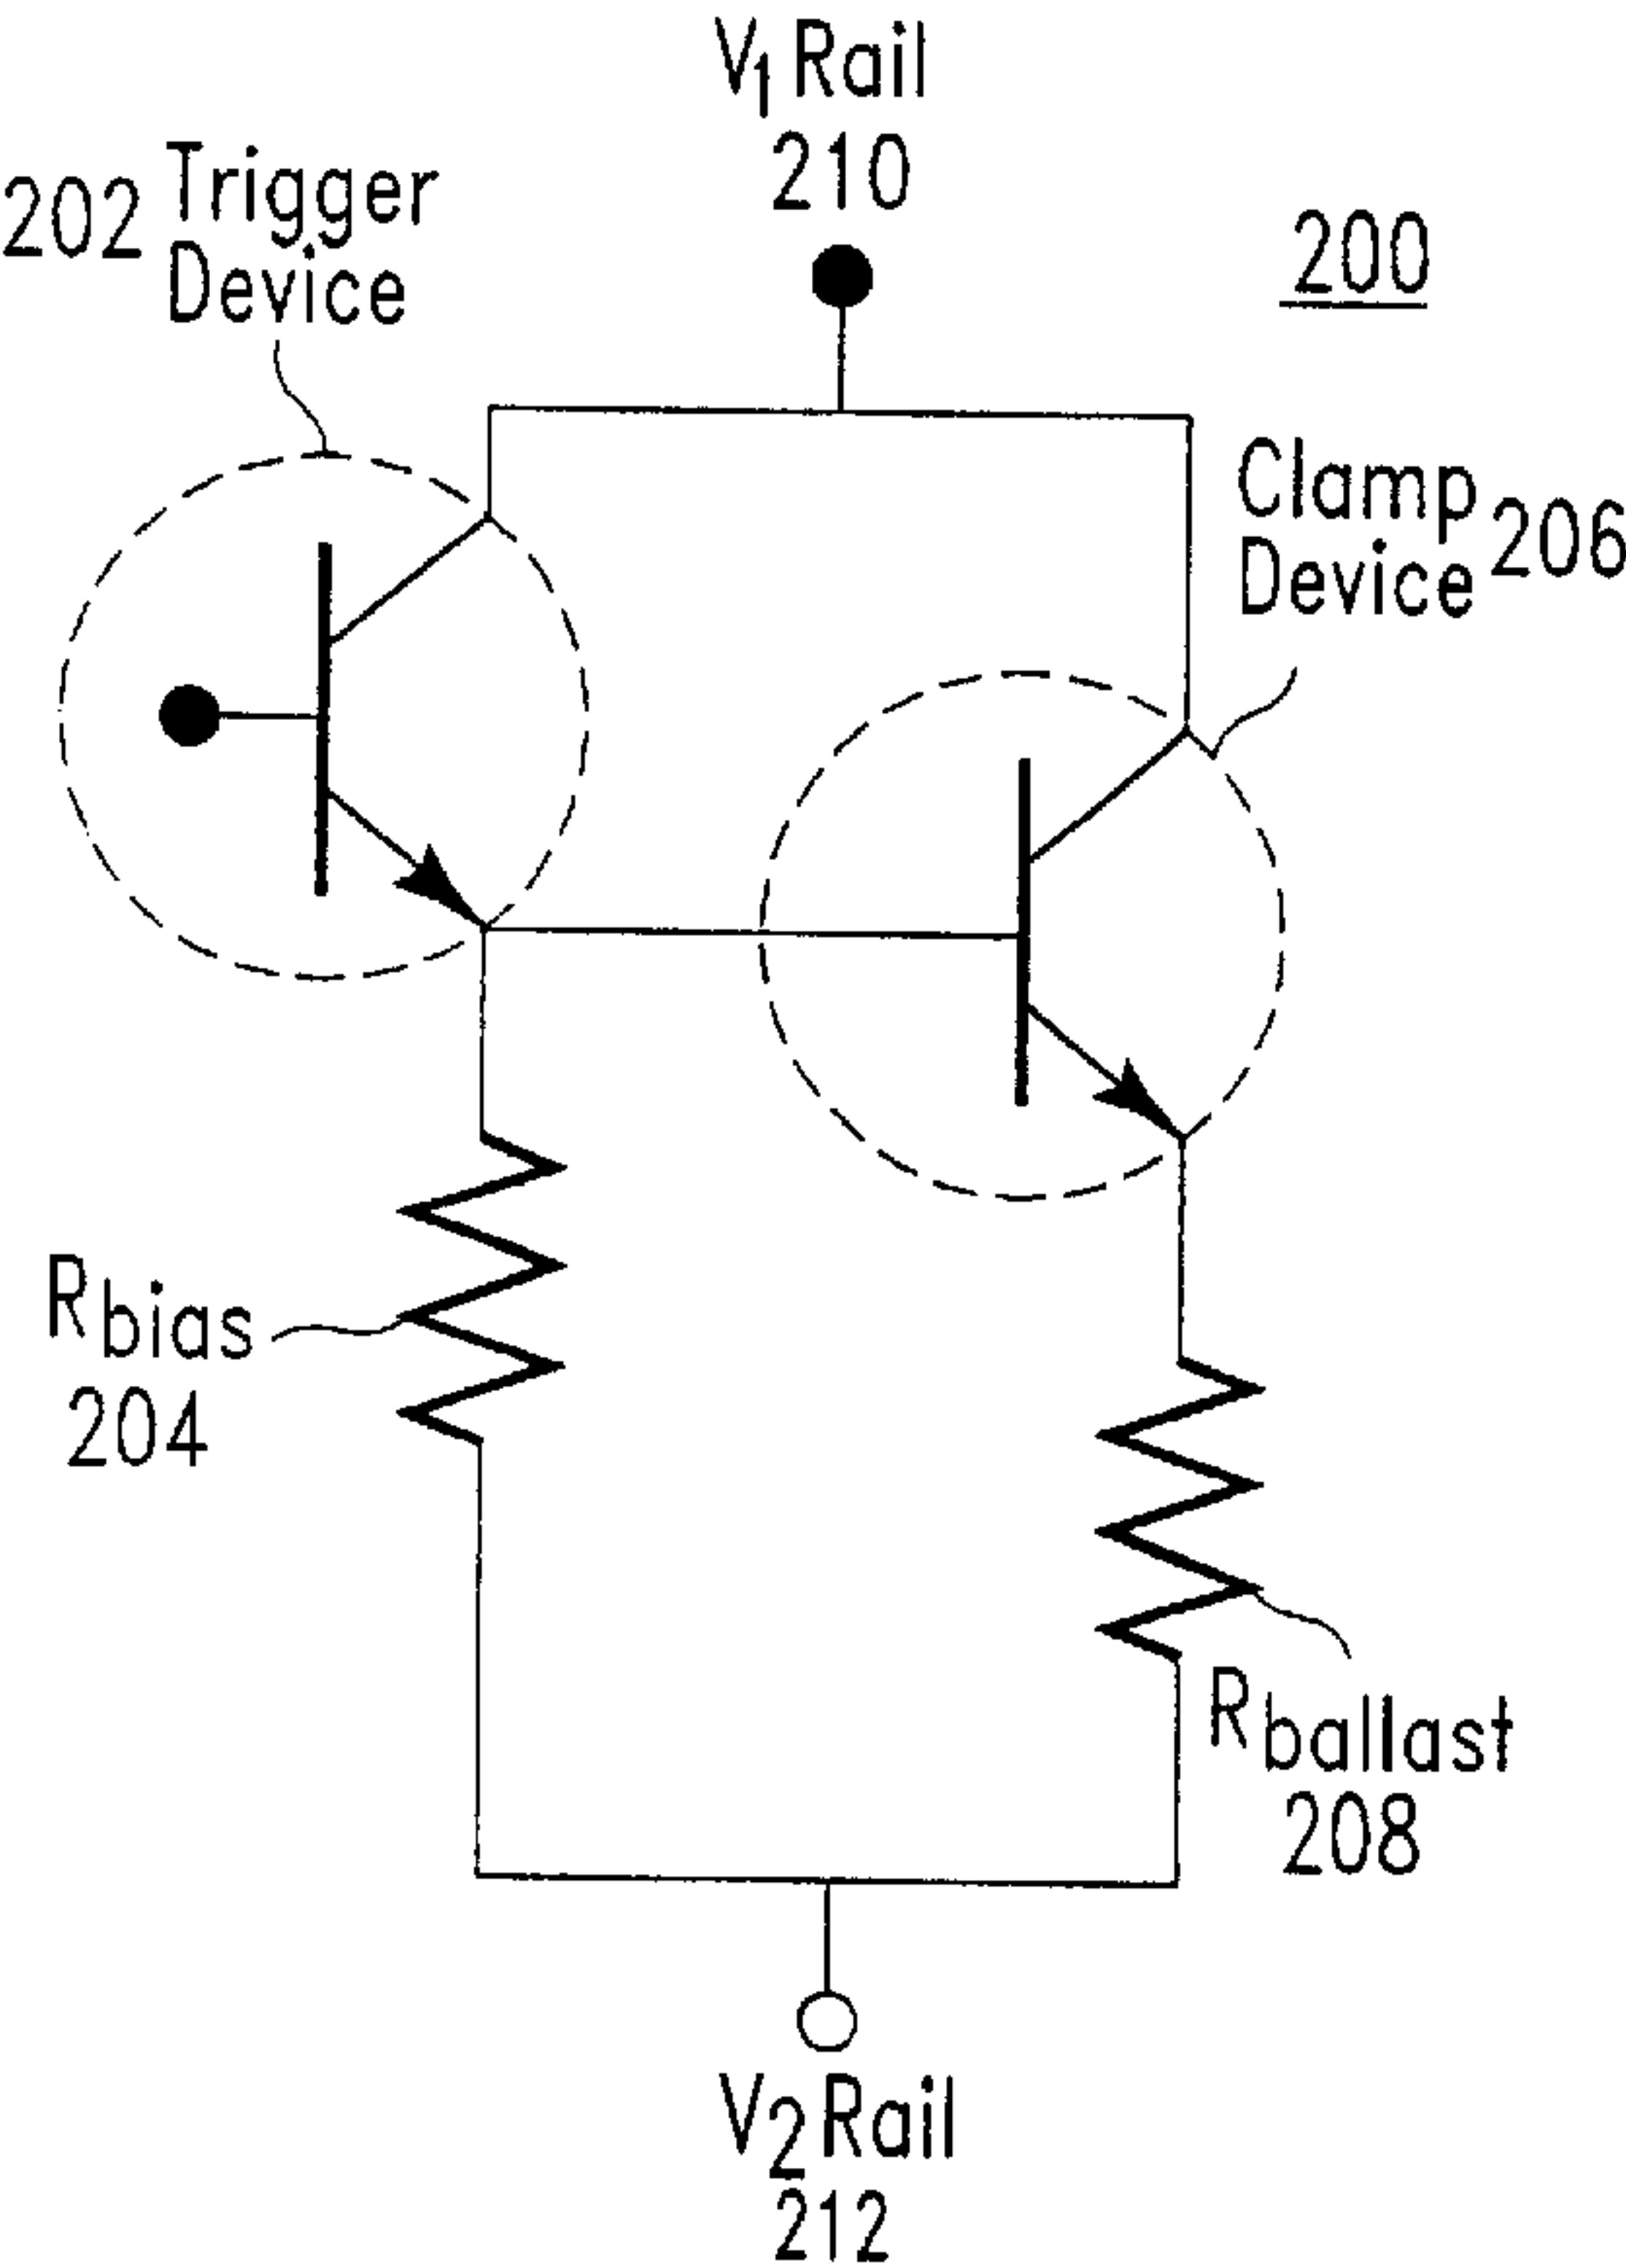 V1 Rail
210
202 Trigger
Device
200
Clamp
Device 206
Rbias
204
Rballast
208
V2 Rail
212